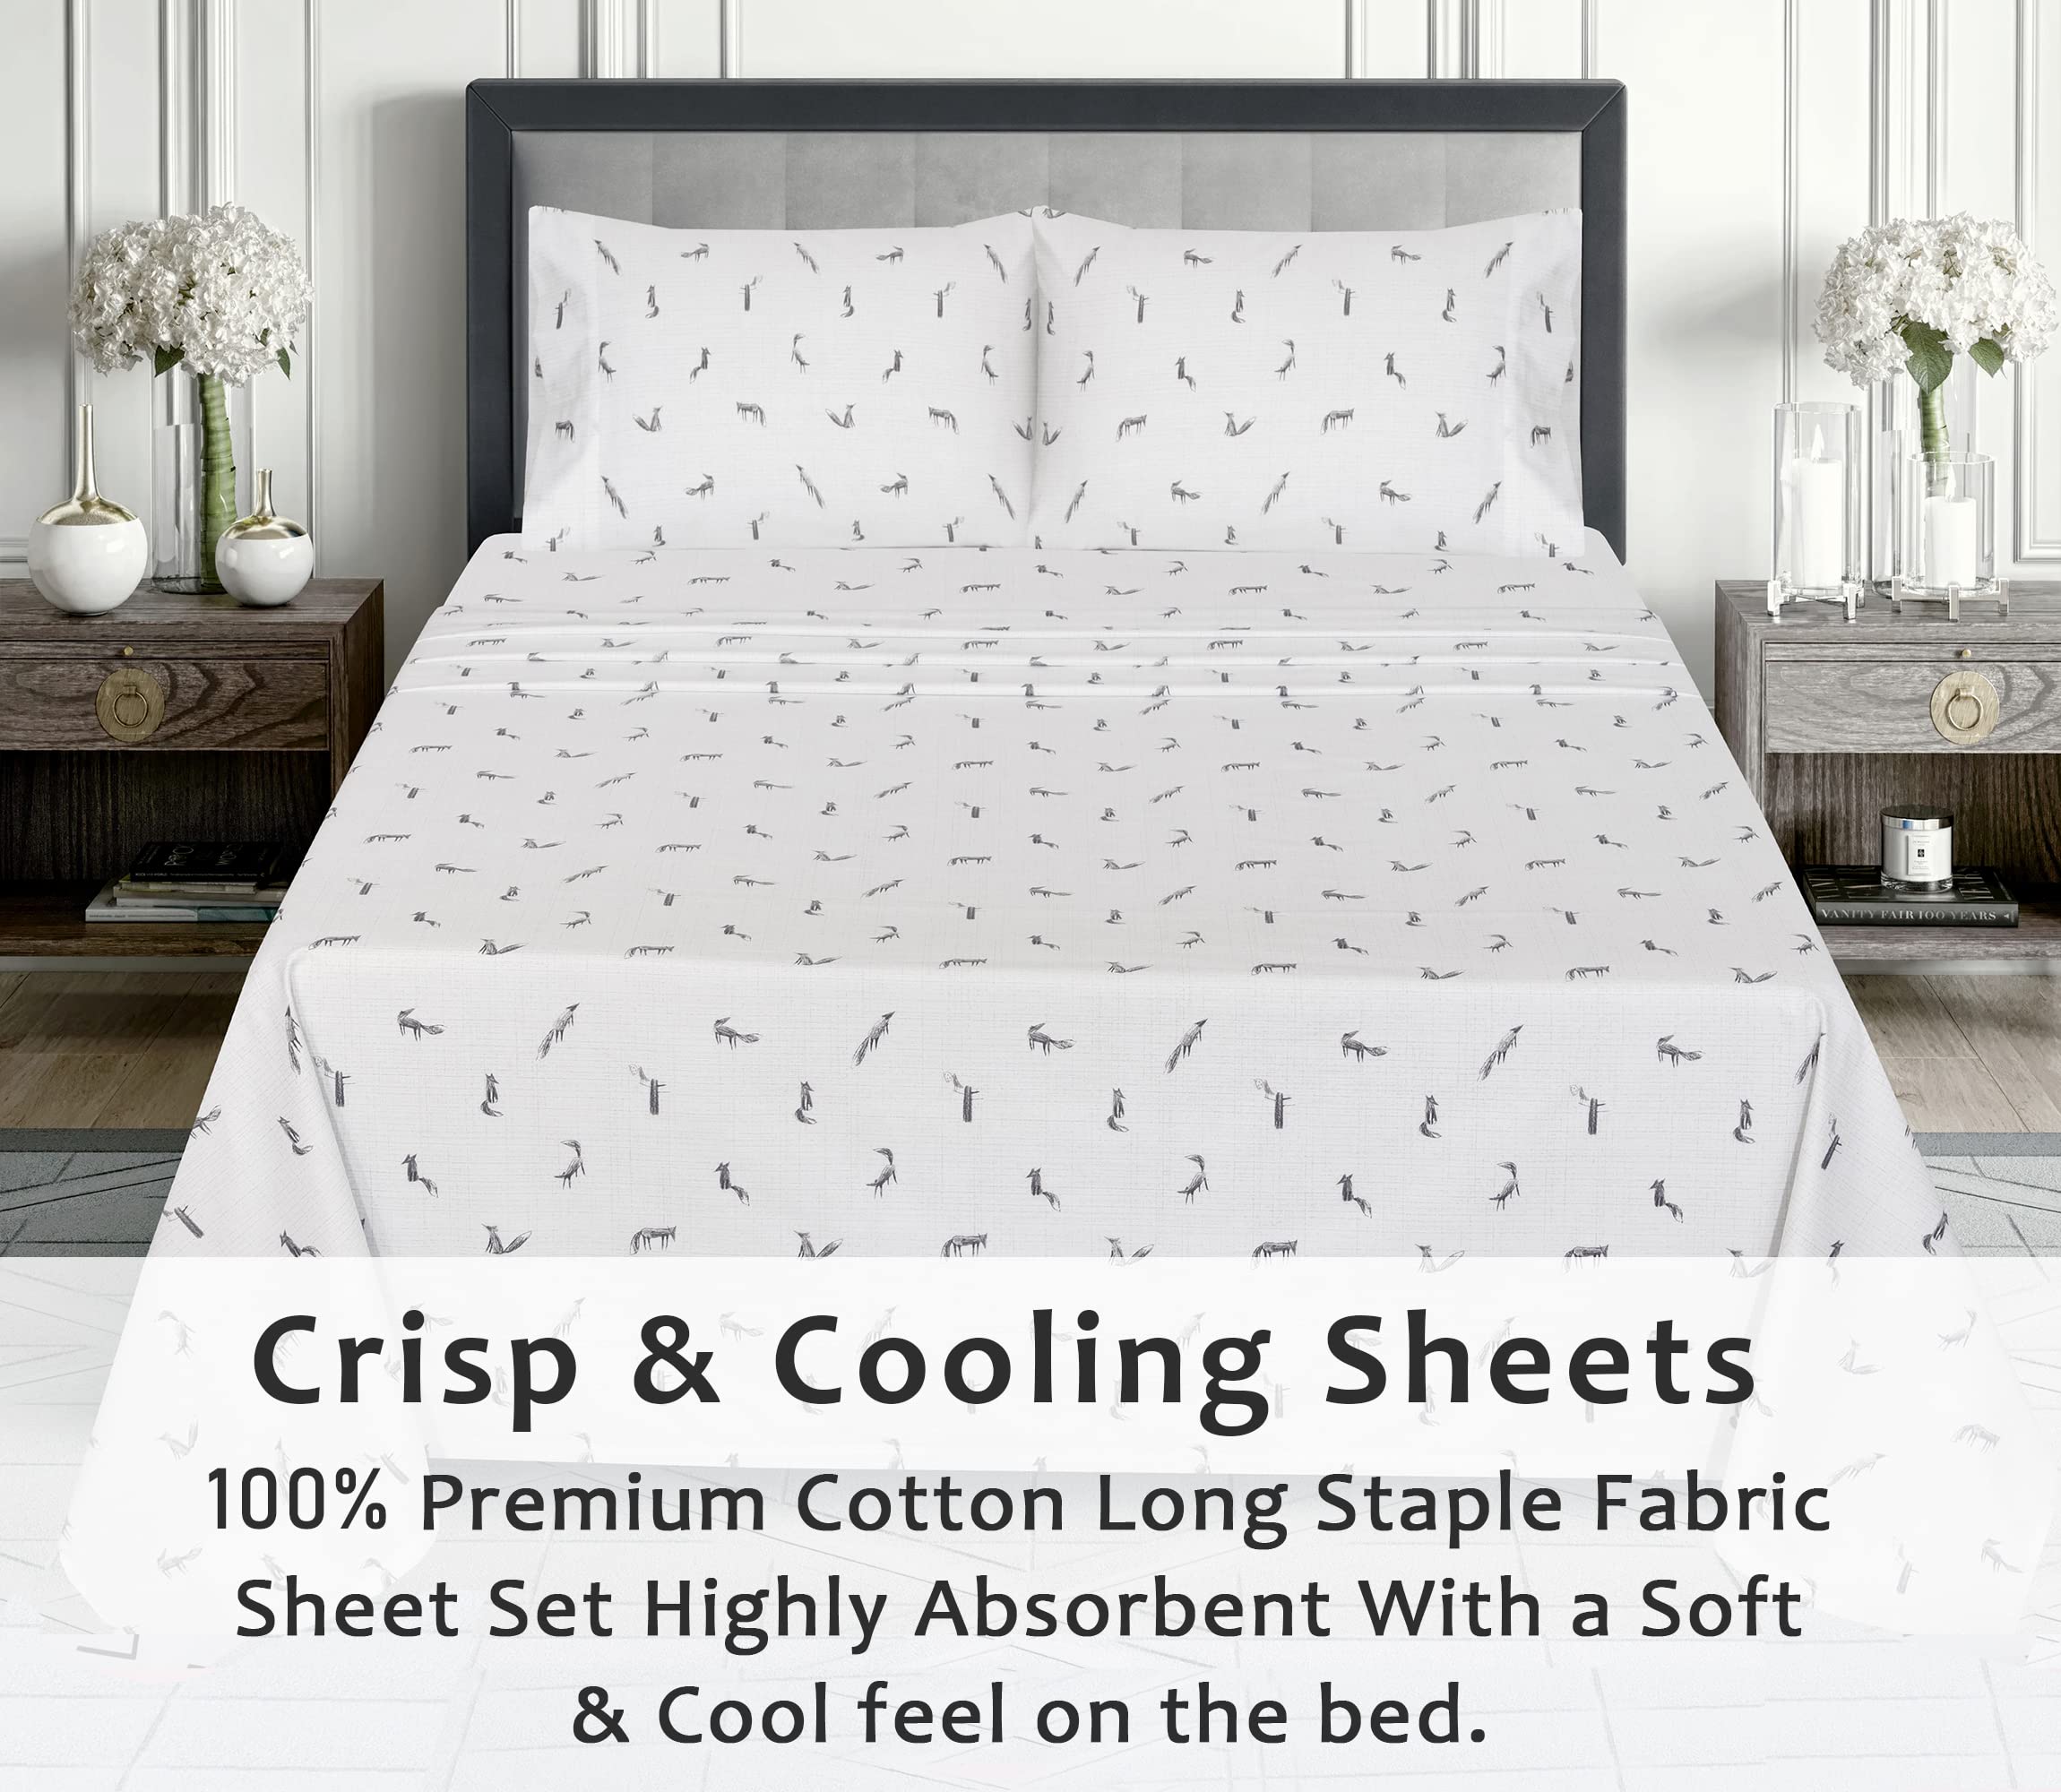 VANITY FAIR 100 YEARS
Crisp & Cooling Sheets
100% Premium Cotton Long Staple Fabric
Sheet Set Highly Absorbent With a Soft
& Cool feel on the bed.